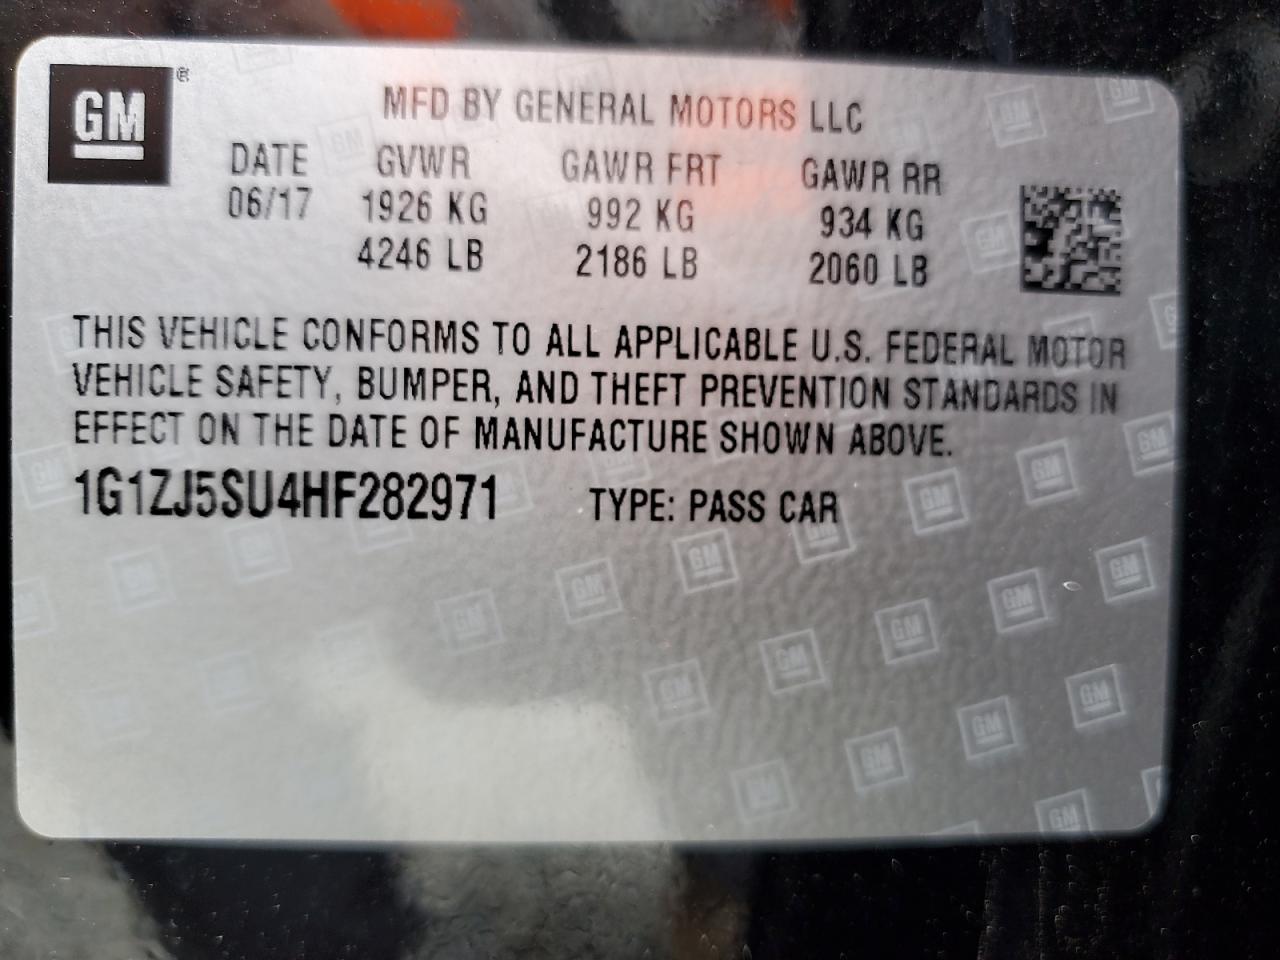 GM ®
MFD BY GENERAL MOTORS LLC
DATE GVWR GAWR FRT GAWR RR
06/17 1926 KG 992 KG 934 KG
4246 LB 2186 LB 2060 LB
THIS VEHICLE CONFORMS TO ALL APPLICABLE U.S. FEDERAL MOTOR
VEHICLE SAFETY, BUMPER, AND THEFT PREVENTION STANDARDS IN
EFFECT ON THE DATE OF MANUFACTURE SHOWN ABOVE.
1G1ZJ5SU4HF282971 TYPE: PASS CAR